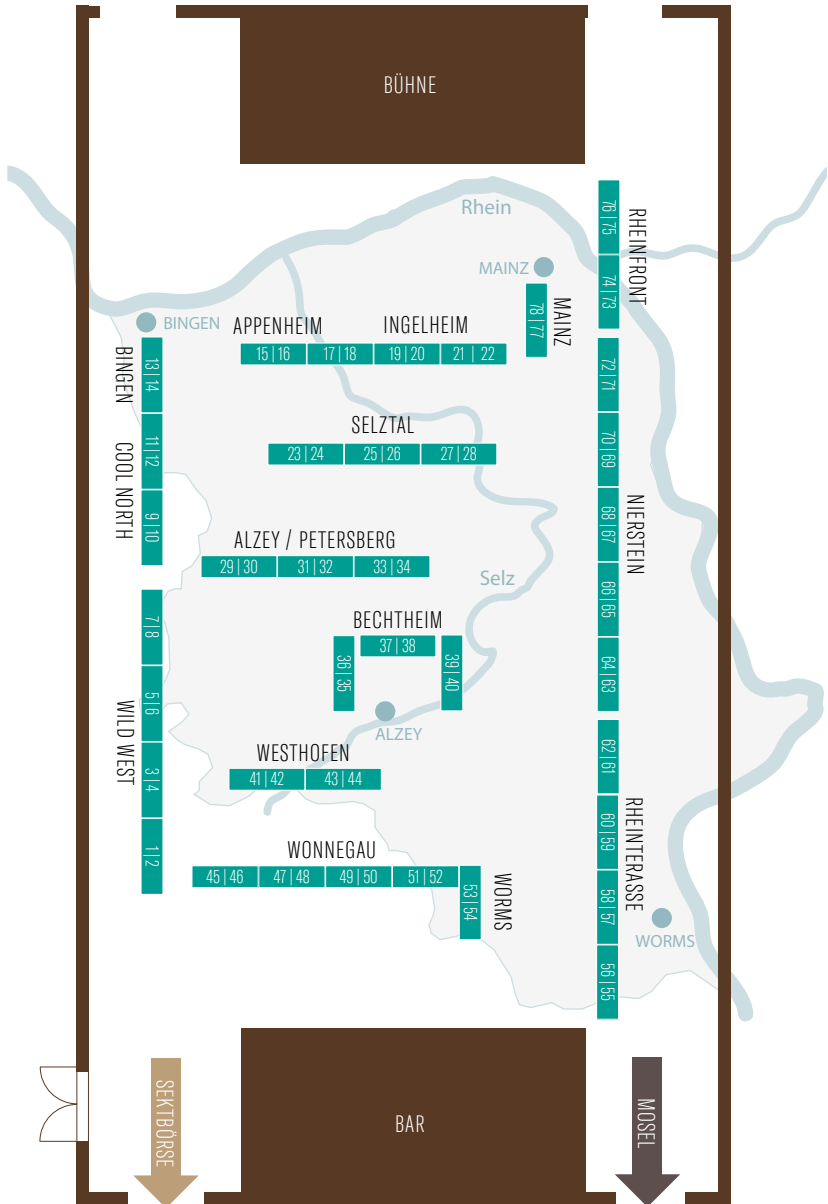 BÜHNE
Rhein
76 | 75
RHEINFRONT
74 | 73
MAINZ
78 | 77
MAINZ
BINGEN
APPENHEIM
INGELHEIM
15 | 16
17 | 18
19 | 20
21 | 22
BINGEN
13 | 14
72 | 71
SELZTAL
23 | 24
25 | 26
27 | 28
COOL NORTH
11 | 12
9 | 10
70 | 69
68 | 67
NIERSTEIN
66 | 65
64 | 63
ALZEY / PETERSBERG
29 | 30
31 | 32
33 | 34
Selz
BECHTHEIM
37 | 38
36 | 35
39 | 40
ALZEY
7 | 8
5 | 6
WILD WEST
3 | 4
1 | 2
WESTHOFEN
41 | 42
43 | 44
62 | 61
60 | 59
RHEINTERASSE
58 | 57
56 | 55
WONNEGAU
45 | 46
47 | 48
49 | 50
51 | 52
53 | 54
WORMS
WORMS
SEKTBÖRSE
BAR
MOSEL